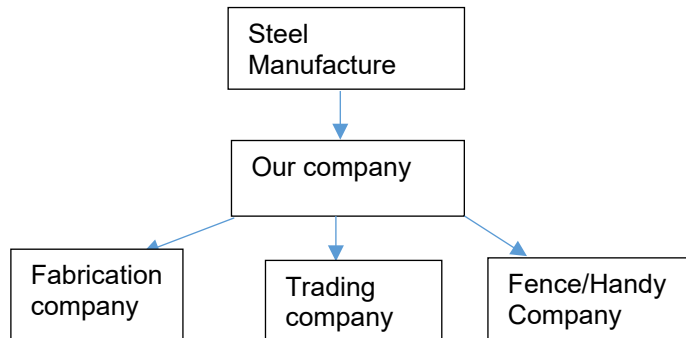 Steel
Manufacture
Our company
Fabrication
company
Trading
company
Fence/Handy
Company